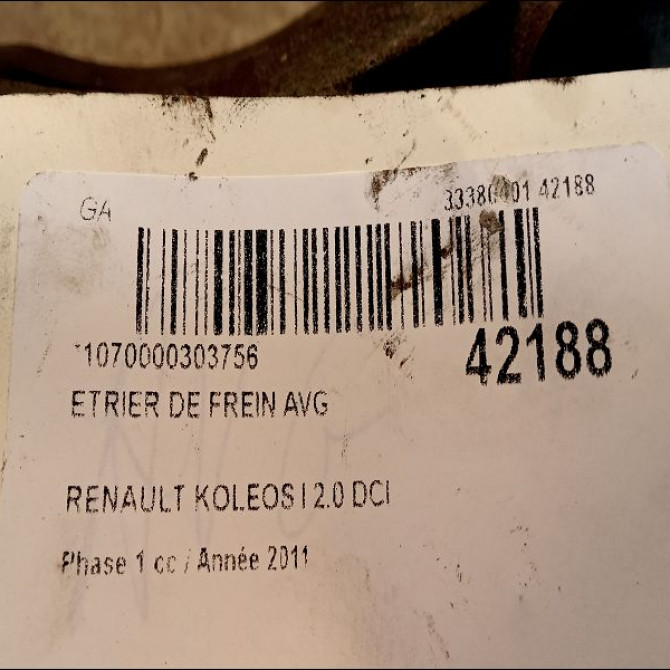 GA
42188
1070000303756
42188
ETRIER DE FREIN AVG
RENAULT KOLEOS I 2.0 DCI
Phase 1 cc / Année 2011